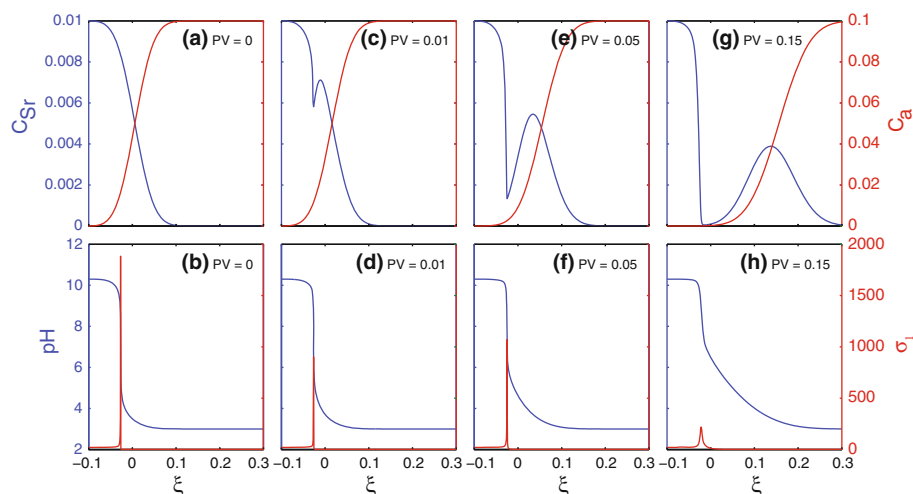 (a) PV = 0
(c) PV = 0.01
(e) PV = 0.05
(g) PV = 0.15
0.01
0.008
0.006
0.004
0.002
0
C_Sr
0.1
0.08
0.06
0.04
0.02
0
C_a
(b) PV = 0
(d) PV = 0.01
(f) PV = 0.05
(h) PV = 0.15
12
10
8
6
4
2
pH
2000
1500
1000
500
0
σ_L
−0.1 0 0.1 0.2 0.3
−0.1 0 0.1 0.2 0.3
−0.1 0 0.1 0.2 0.3
−0.1 0 0.1 0.2 0.3
ξ ξ ξ ξ